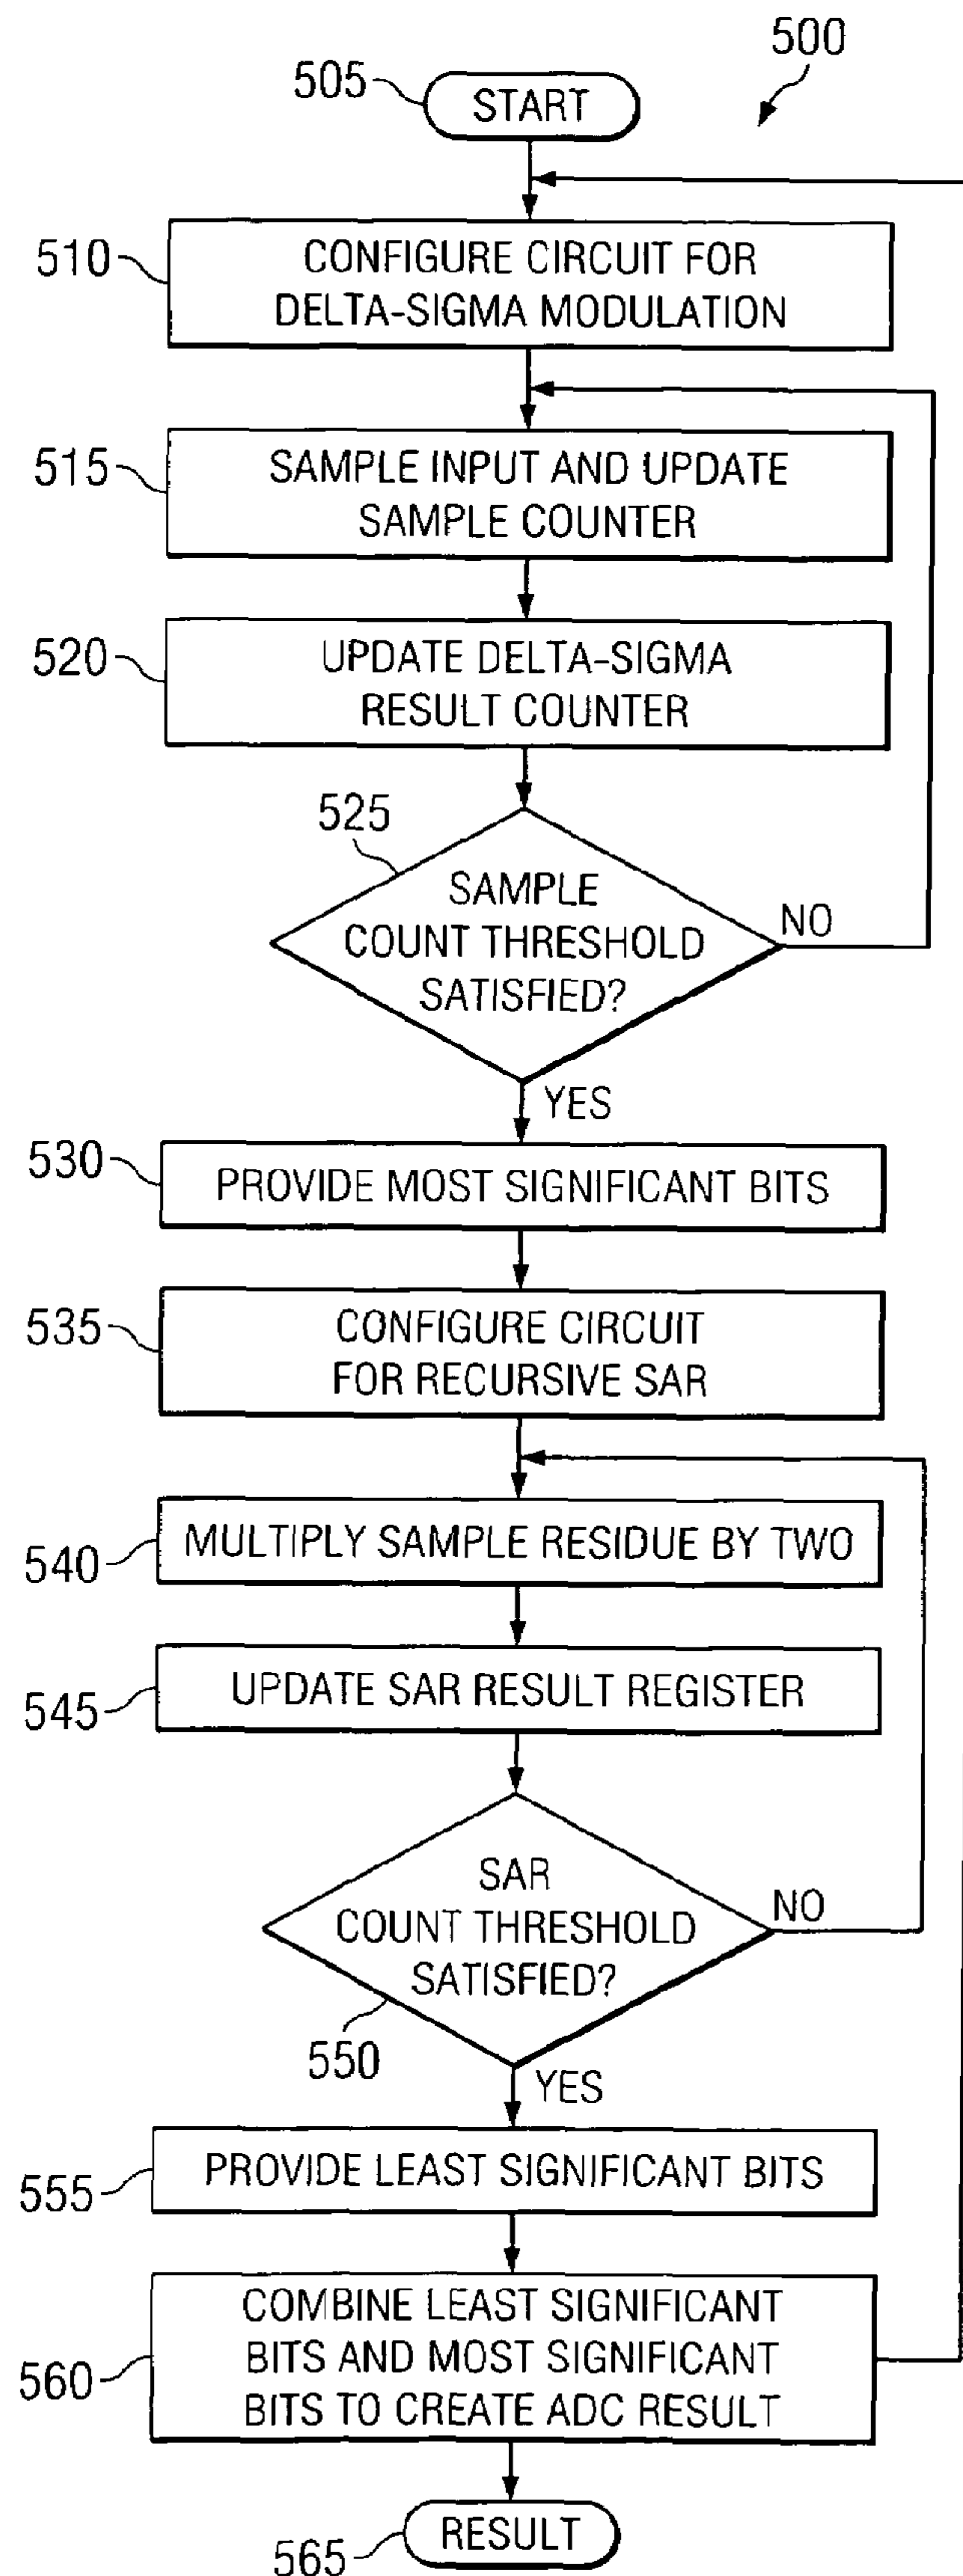 500
505
START
510
CONFIGURE CIRCUIT FOR
DELTA-SIGMA MODULATION
515
SAMPLE INPUT AND UPDATE
SAMPLE COUNTER
520
UPDATE DELTA-SIGMA
RESULT COUNTER
525
SAMPLE
COUNT THRESHOLD
SATISFIED?
NO
YES
530
PROVIDE MOST SIGNIFICANT BITS
535
CONFIGURE CIRCUIT
FOR RECURSIVE SAR
540
MULTIPLY SAMPLE RESIDUE BY TWO
545
UPDATE SAR RESULT REGISTER
SAR
COUNT THRESHOLD
SATISFIED?
NO
550
YES
555
PROVIDE LEAST SIGNIFICANT BITS
560
COMBINE LEAST SIGNIFICANT
BITS AND MOST SIGNIFICANT
BITS TO CREATE ADC RESULT
565
RESULT